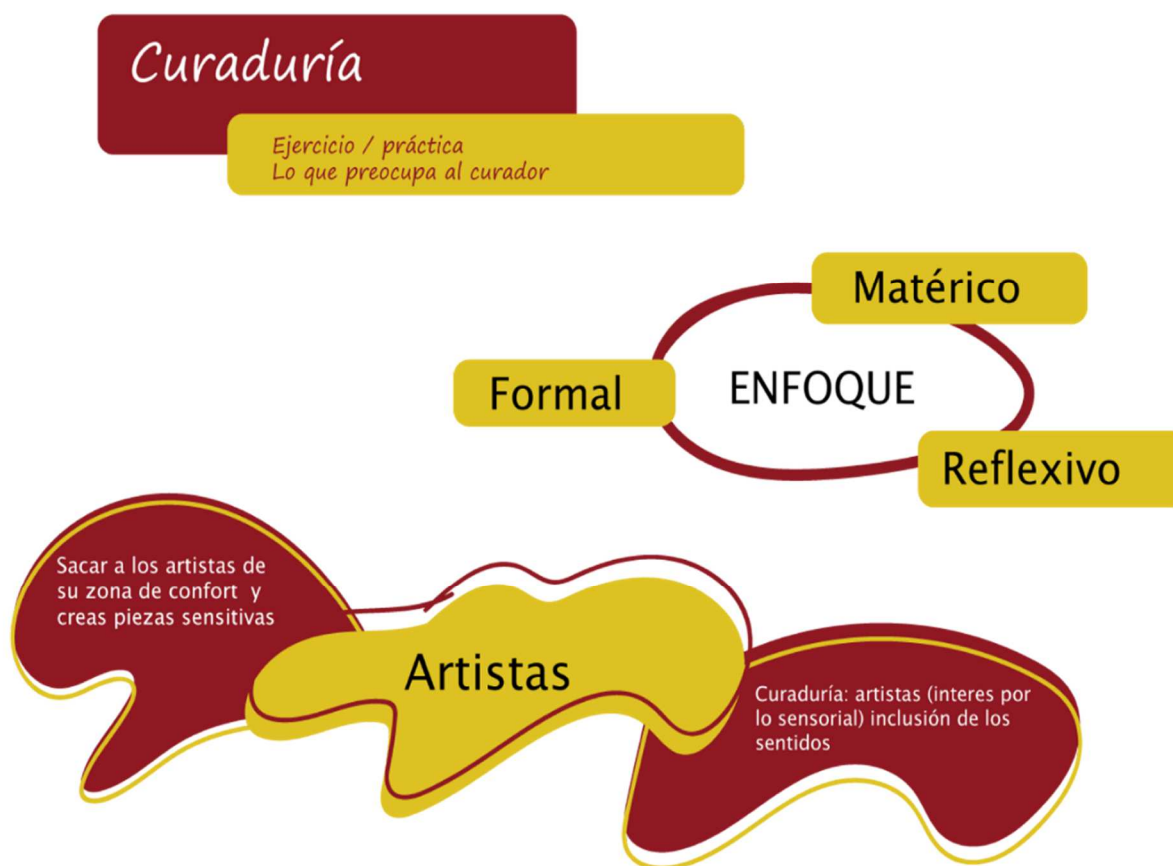 Curaduría
Ejercicio / práctica
Lo que preocupa al curador
Matérico
Formal
ENFOQUE
Reflexivo
Sacar a los artistas de
su zona de confort y
creas piezas sensitivas
Artistas
Curaduría: artistas (interes por
lo sensorial) inclusión de los
sentidos